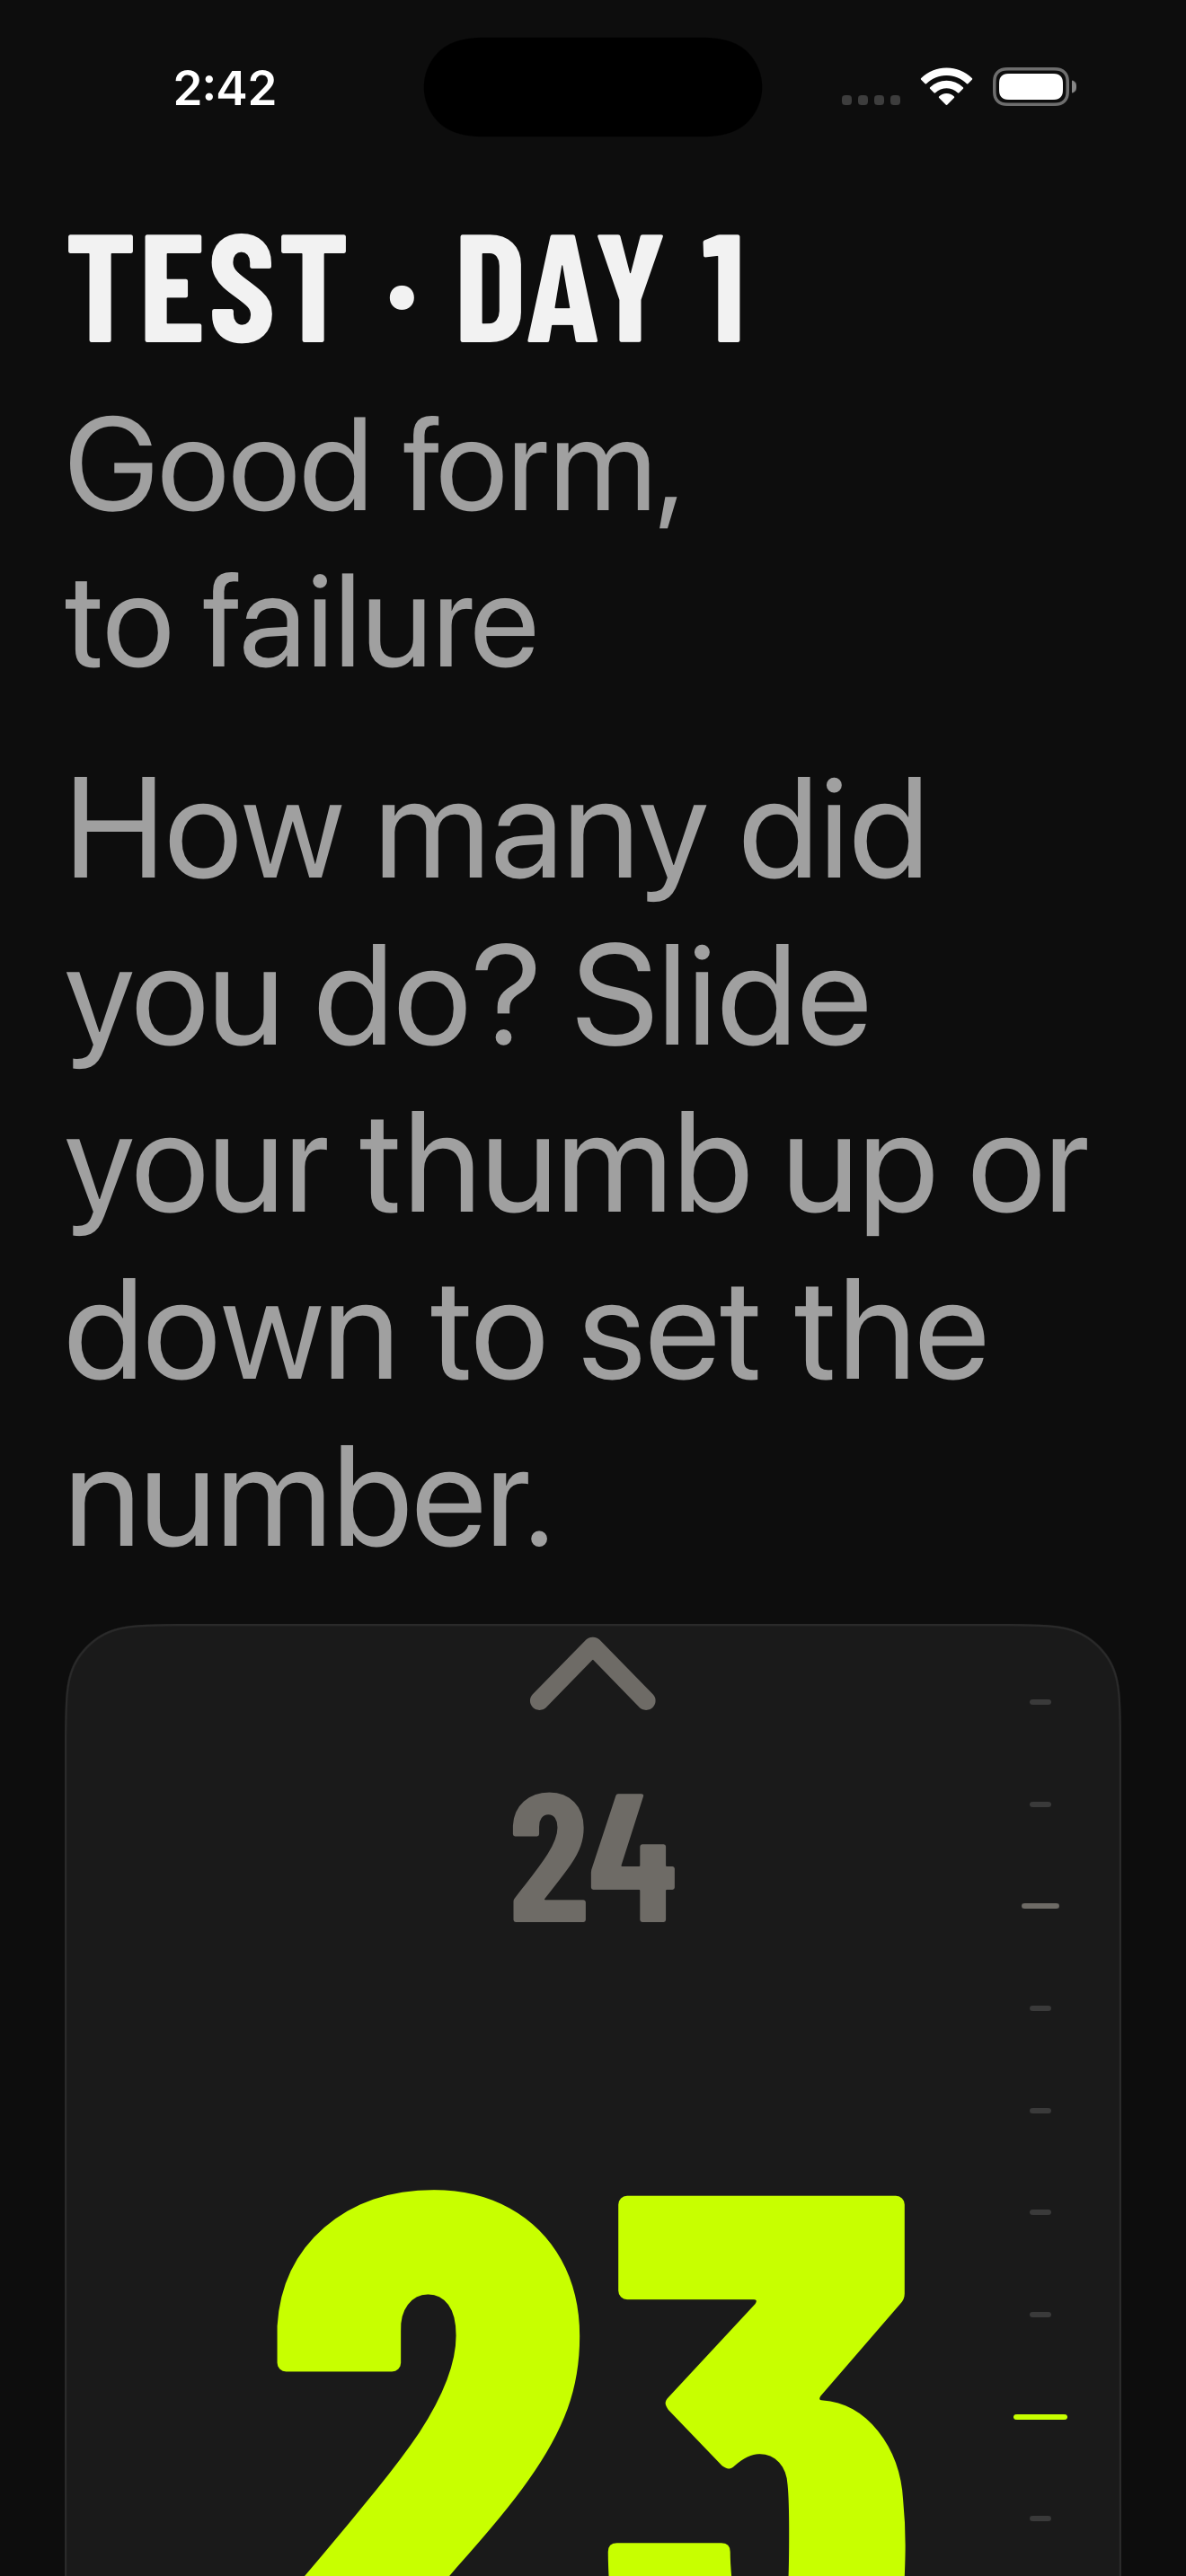 2:42
TEST · DAY 1
Good form,
to failure
How many did
you do? Slide
your thumb up or
down to set the
number.
24
23